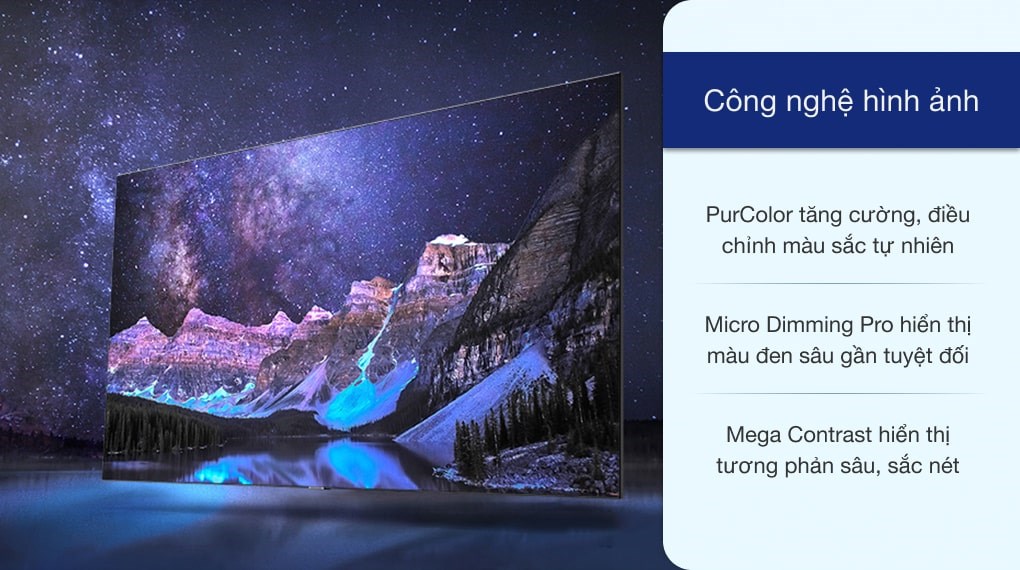 Công nghệ hình ảnh
PurColor tăng cường, điều
chỉnh màu sắc tự nhiên
Micro Dimming Pro hiển thị
màu đen sâu gần tuyệt đối
Mega Contrast hiển thị
tương phản sâu, sắc nét